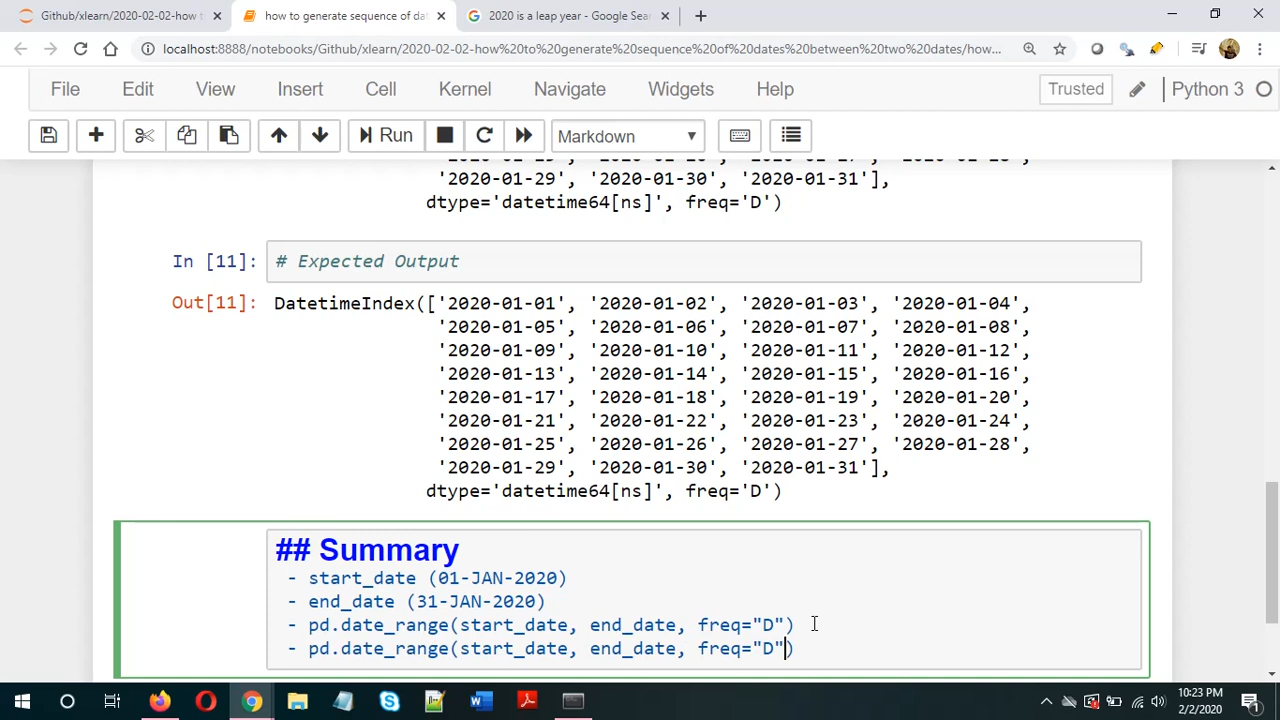 Github/xlearn/2020-02-02-how t
how to generate sequence of dat
2020 is a leap year - Google Sear
localhost:8888/notebooks/Github/xlearn/2020-02-02-how%20to%20generate%20sequence%20of%20dates%20between%20two%20dates/how...
File Edit View Insert Cell Kernel Navigate Widgets Help Trusted Python 3
Run Markdown
'2020-01-29', '2020-01-30', '2020-01-31'],
dtype='datetime64[ns]', freq='D')
In [11]: # Expected Output
Out[11]: DatetimeIndex(['2020-01-01', '2020-01-02', '2020-01-03', '2020-01-04',
'2020-01-05', '2020-01-06', '2020-01-07', '2020-01-08',
'2020-01-09', '2020-01-10', '2020-01-11', '2020-01-12',
'2020-01-13', '2020-01-14', '2020-01-15', '2020-01-16',
'2020-01-17', '2020-01-18', '2020-01-19', '2020-01-20',
'2020-01-21', '2020-01-22', '2020-01-23', '2020-01-24',
'2020-01-25', '2020-01-26', '2020-01-27', '2020-01-28',
'2020-01-29', '2020-01-30', '2020-01-31'],
dtype='datetime64[ns]', freq='D')
## Summary
- start_date (01-JAN-2020)
- end_date (31-JAN-2020)
- pd.date_range(start_date, end_date, freq="D")
- pd.date_range(start_date, end_date, freq="D")
10:23 PM
2/2/2020